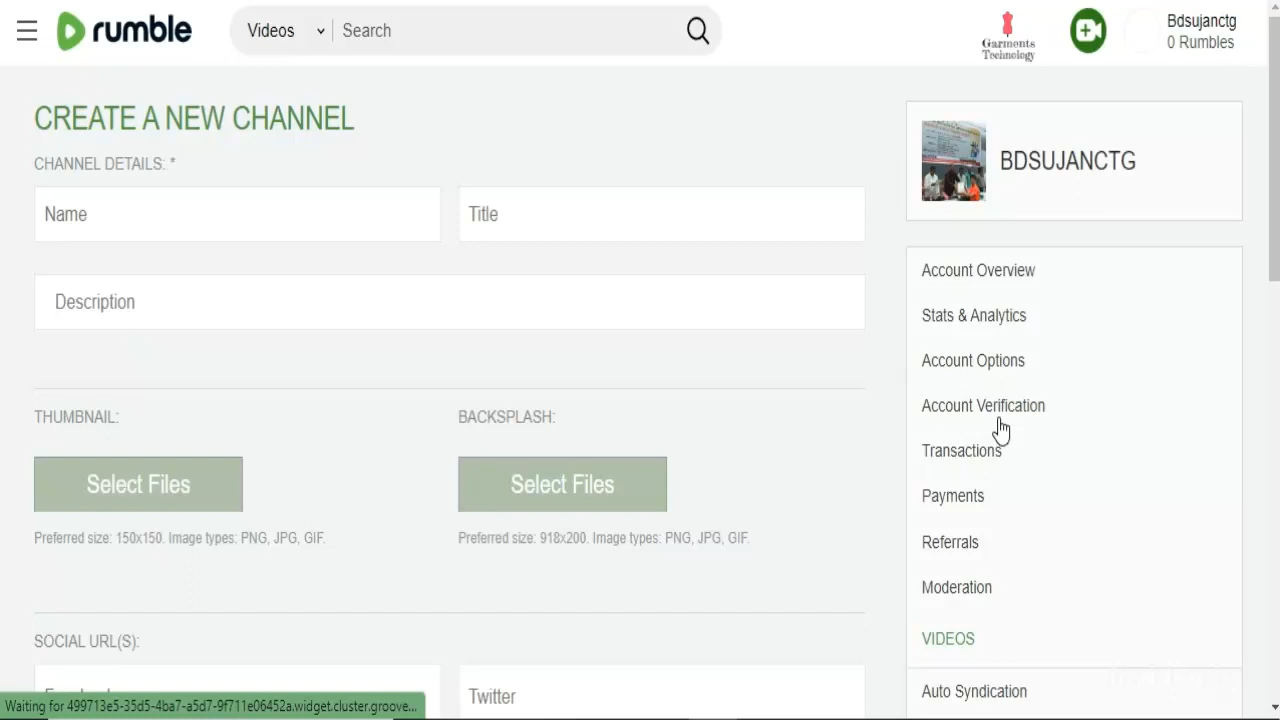 rumble
Videos
Search
Garments
Technology
Bdsujanctg
0 Rumbles
CREATE A NEW CHANNEL
CHANNEL DETAILS: *
Name
Title
Description
THUMBNAIL:
BACKSPLASH:
Select Files
Select Files
Preferred size: 150x150. Image types: PNG, JPG, GIF.
Preferred size: 918x200. Image types: PNG, JPG, GIF.
SOCIAL URL(S):
Twitter
Waiting for 499713e5-35d5-4ba7-a5d7-9f711e06452a.widget.cluster.groove...
BDSUJANCTG
Account Overview
Stats & Analytics
Account Options
Account Verification
Transactions
Payments
Referrals
Moderation
VIDEOS
Auto Syndication